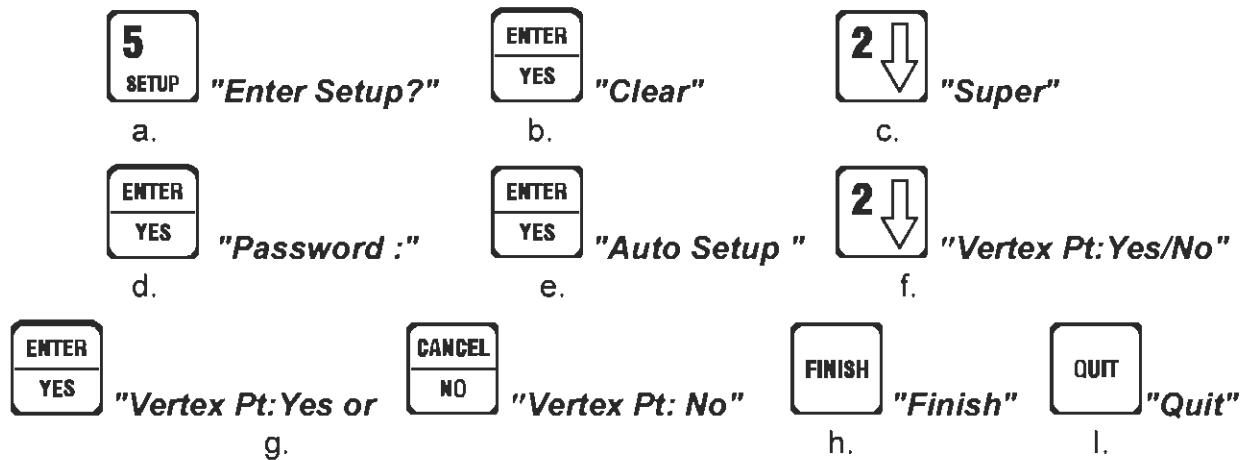 5
SETUP "Enter Setup?"
a.
ENTER
YES "Clear"
b.
2 "Super"
c.
ENTER
YES "Password :"
d.
ENTER
YES "Auto Setup "
e.
2 "Vertex Pt:Yes/No"
f.
ENTER
YES "Vertex Pt:Yes or
CANCEL
NO "Vertex Pt: No"
g.
FINISH "Finish"
h.
QUIT "Quit"
I.